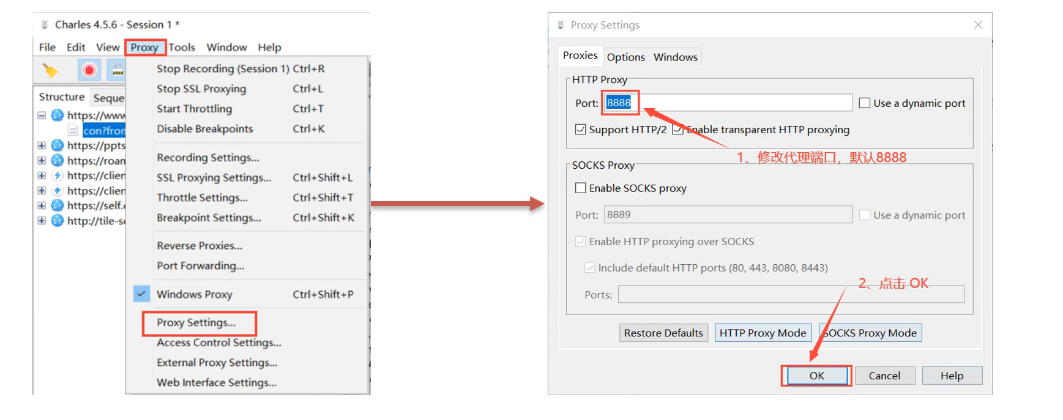 Charles 4.5.6 - Session 1 *
File Edit View Proxy Tools Window Help
Structure Seque
https://www
con?fron
https://ppts
https://roan
https://clien
https://clien
https://self.e
http://tile-se
Stop Recording (Session 1) Ctrl+R
Stop SSL Proxying Ctrl+L
Start Throttling Ctrl+T
Disable Breakpoints Ctrl+K
Recording Settings...
SSL Proxying Settings... Ctrl+Shift+L
Throttle Settings... Ctrl+Shift+T
Breakpoint Settings... Ctrl+Shift+K
Reverse Proxies...
Port Forwarding...
Windows Proxy Ctrl+Shift+P
Proxy Settings...
Access Control Settings...
External Proxy Settings...
Web Interface Settings...
Proxy Settings
Proxies Options Windows
HTTP Proxy
Port: 8888 Use a dynamic port
Support HTTP/2 Enable transparent HTTP proxying
1、修改代理端口，默认8888
SOCKS Proxy
Enable SOCKS proxy
Port: 8889 Use a dynamic port
Enable HTTP proxying over SOCKS
Include default HTTP ports (80, 443, 8080, 8443)
2、点击 OK
Ports:
Restore Defaults HTTP Proxy Mode SOCKS Proxy Mode
OK Cancel Help